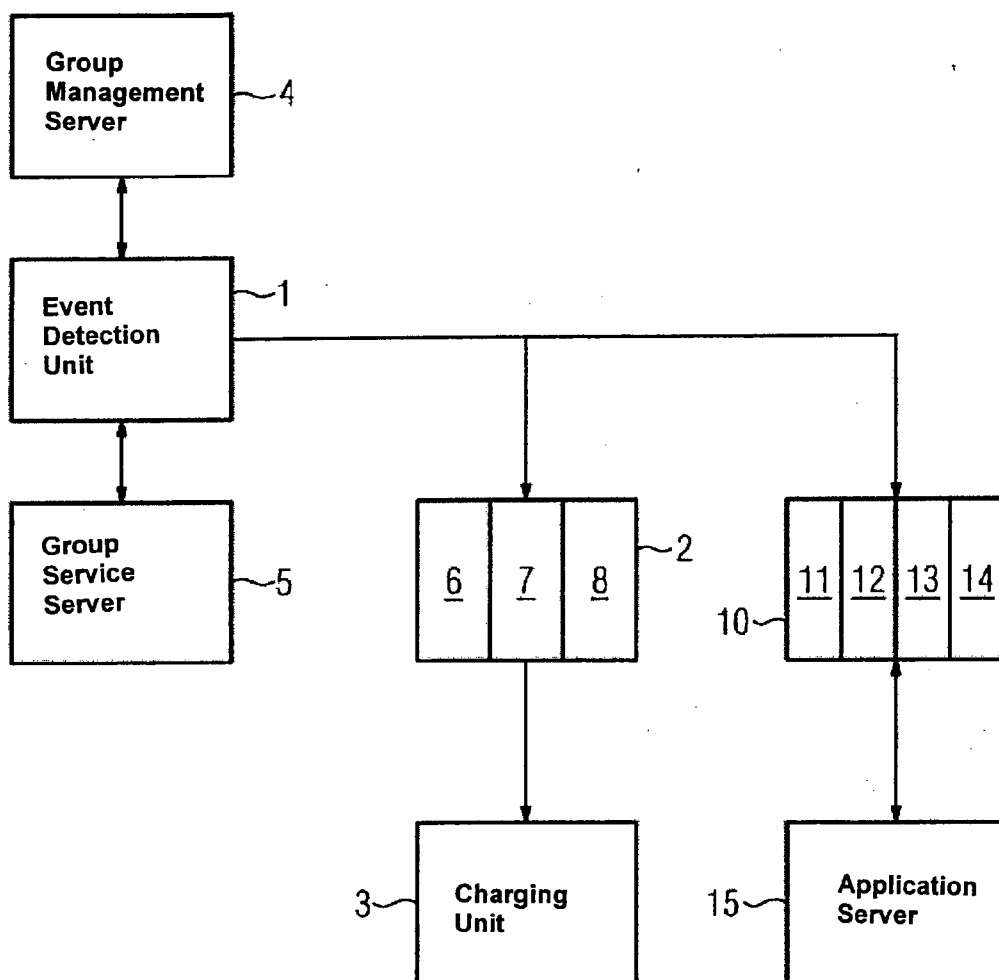 Group
Management
Server
4
Event
Detection
Unit
1
Group
Service
Server
5
6 7 8
2
10
11 12 13 14
3
Charging
Unit
15
Application
Server